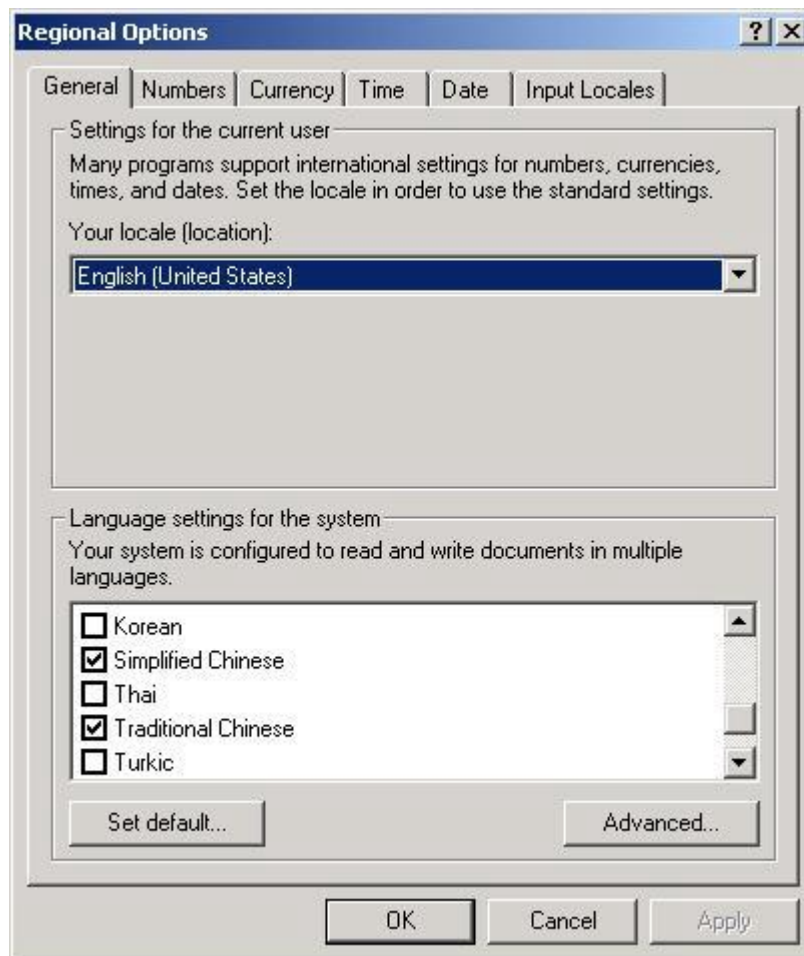 Regional Options
General Numbers Currency Time Date Input Locales
Settings for the current user
Many programs support international settings for numbers, currencies,
times, and dates. Set the locale in order to use the standard settings.
Your locale (location):
English (United States)
Language settings for the system
Your system is configured to read and write documents in multiple
languages.
Korean
Simplified Chinese
Thai
Traditional Chinese
Turkic
Set default... Advanced...
OK Cancel Apply